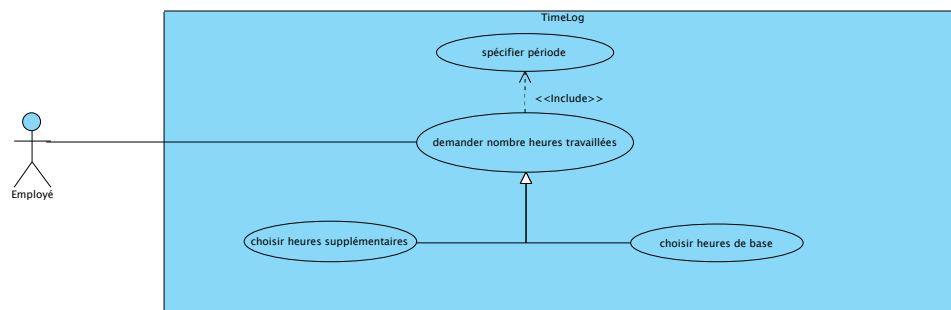 TimeLog
spécifier période
<<Include>>
demander nombre heures travaillées
Employé
choisir heures supplémentaires
choisir heures de base